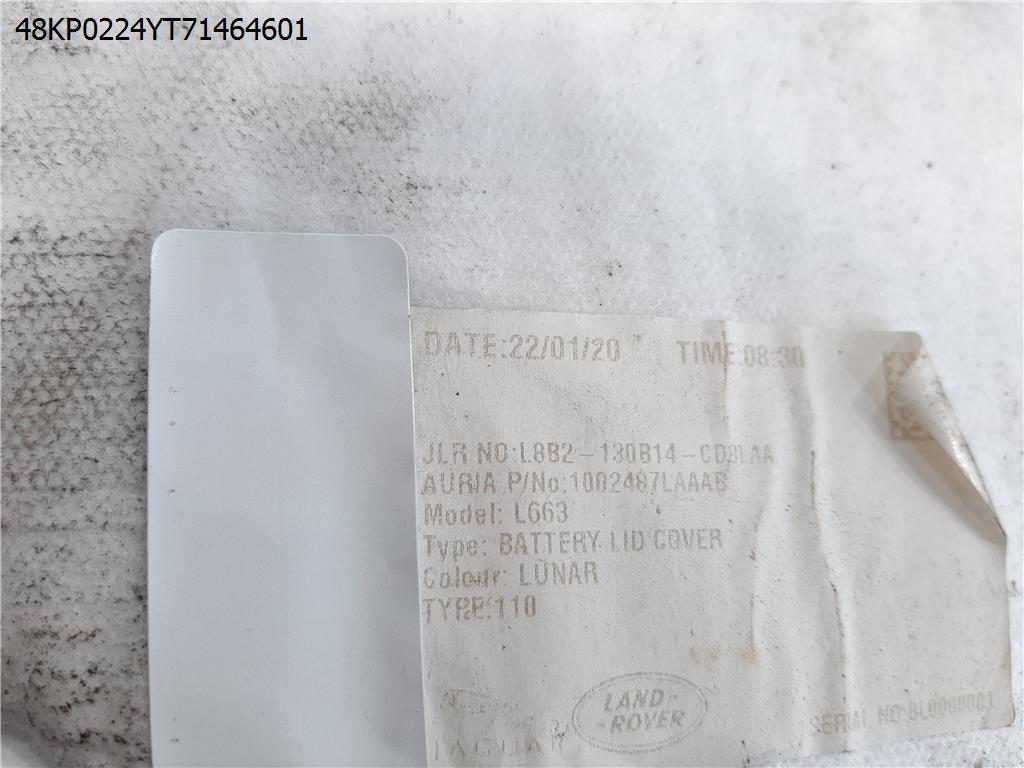 48KP0224YT71464601
DATE:22/01/20 TIME:08:30
JLR NO:L8B2-130B14-CD8LAA
AURIA P/No:1002487LAAAB
Model: L663
Type: BATTERY LID COVER
Colour: LUNAR
TYPE:110
LAND-
-ROVER
JAGUAR
SERIAL NO:BL0000001